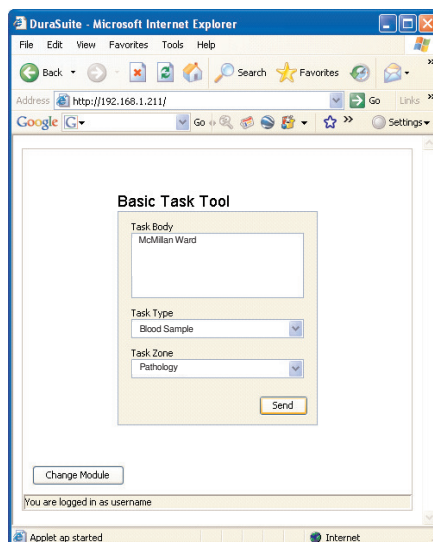 DuraSuite - Microsoft Internet Explorer
File Edit View Favorites Tools Help
Back Search Favorites
Address http://192.168.1.211/ Go Links
Google G Go Settings
Basic Task Tool
Task Body
McMillan Ward
Task Type
Blood Sample
Task Zone
Pathology
Send
Change Module
You are logged in as username
Applet ap started Internet